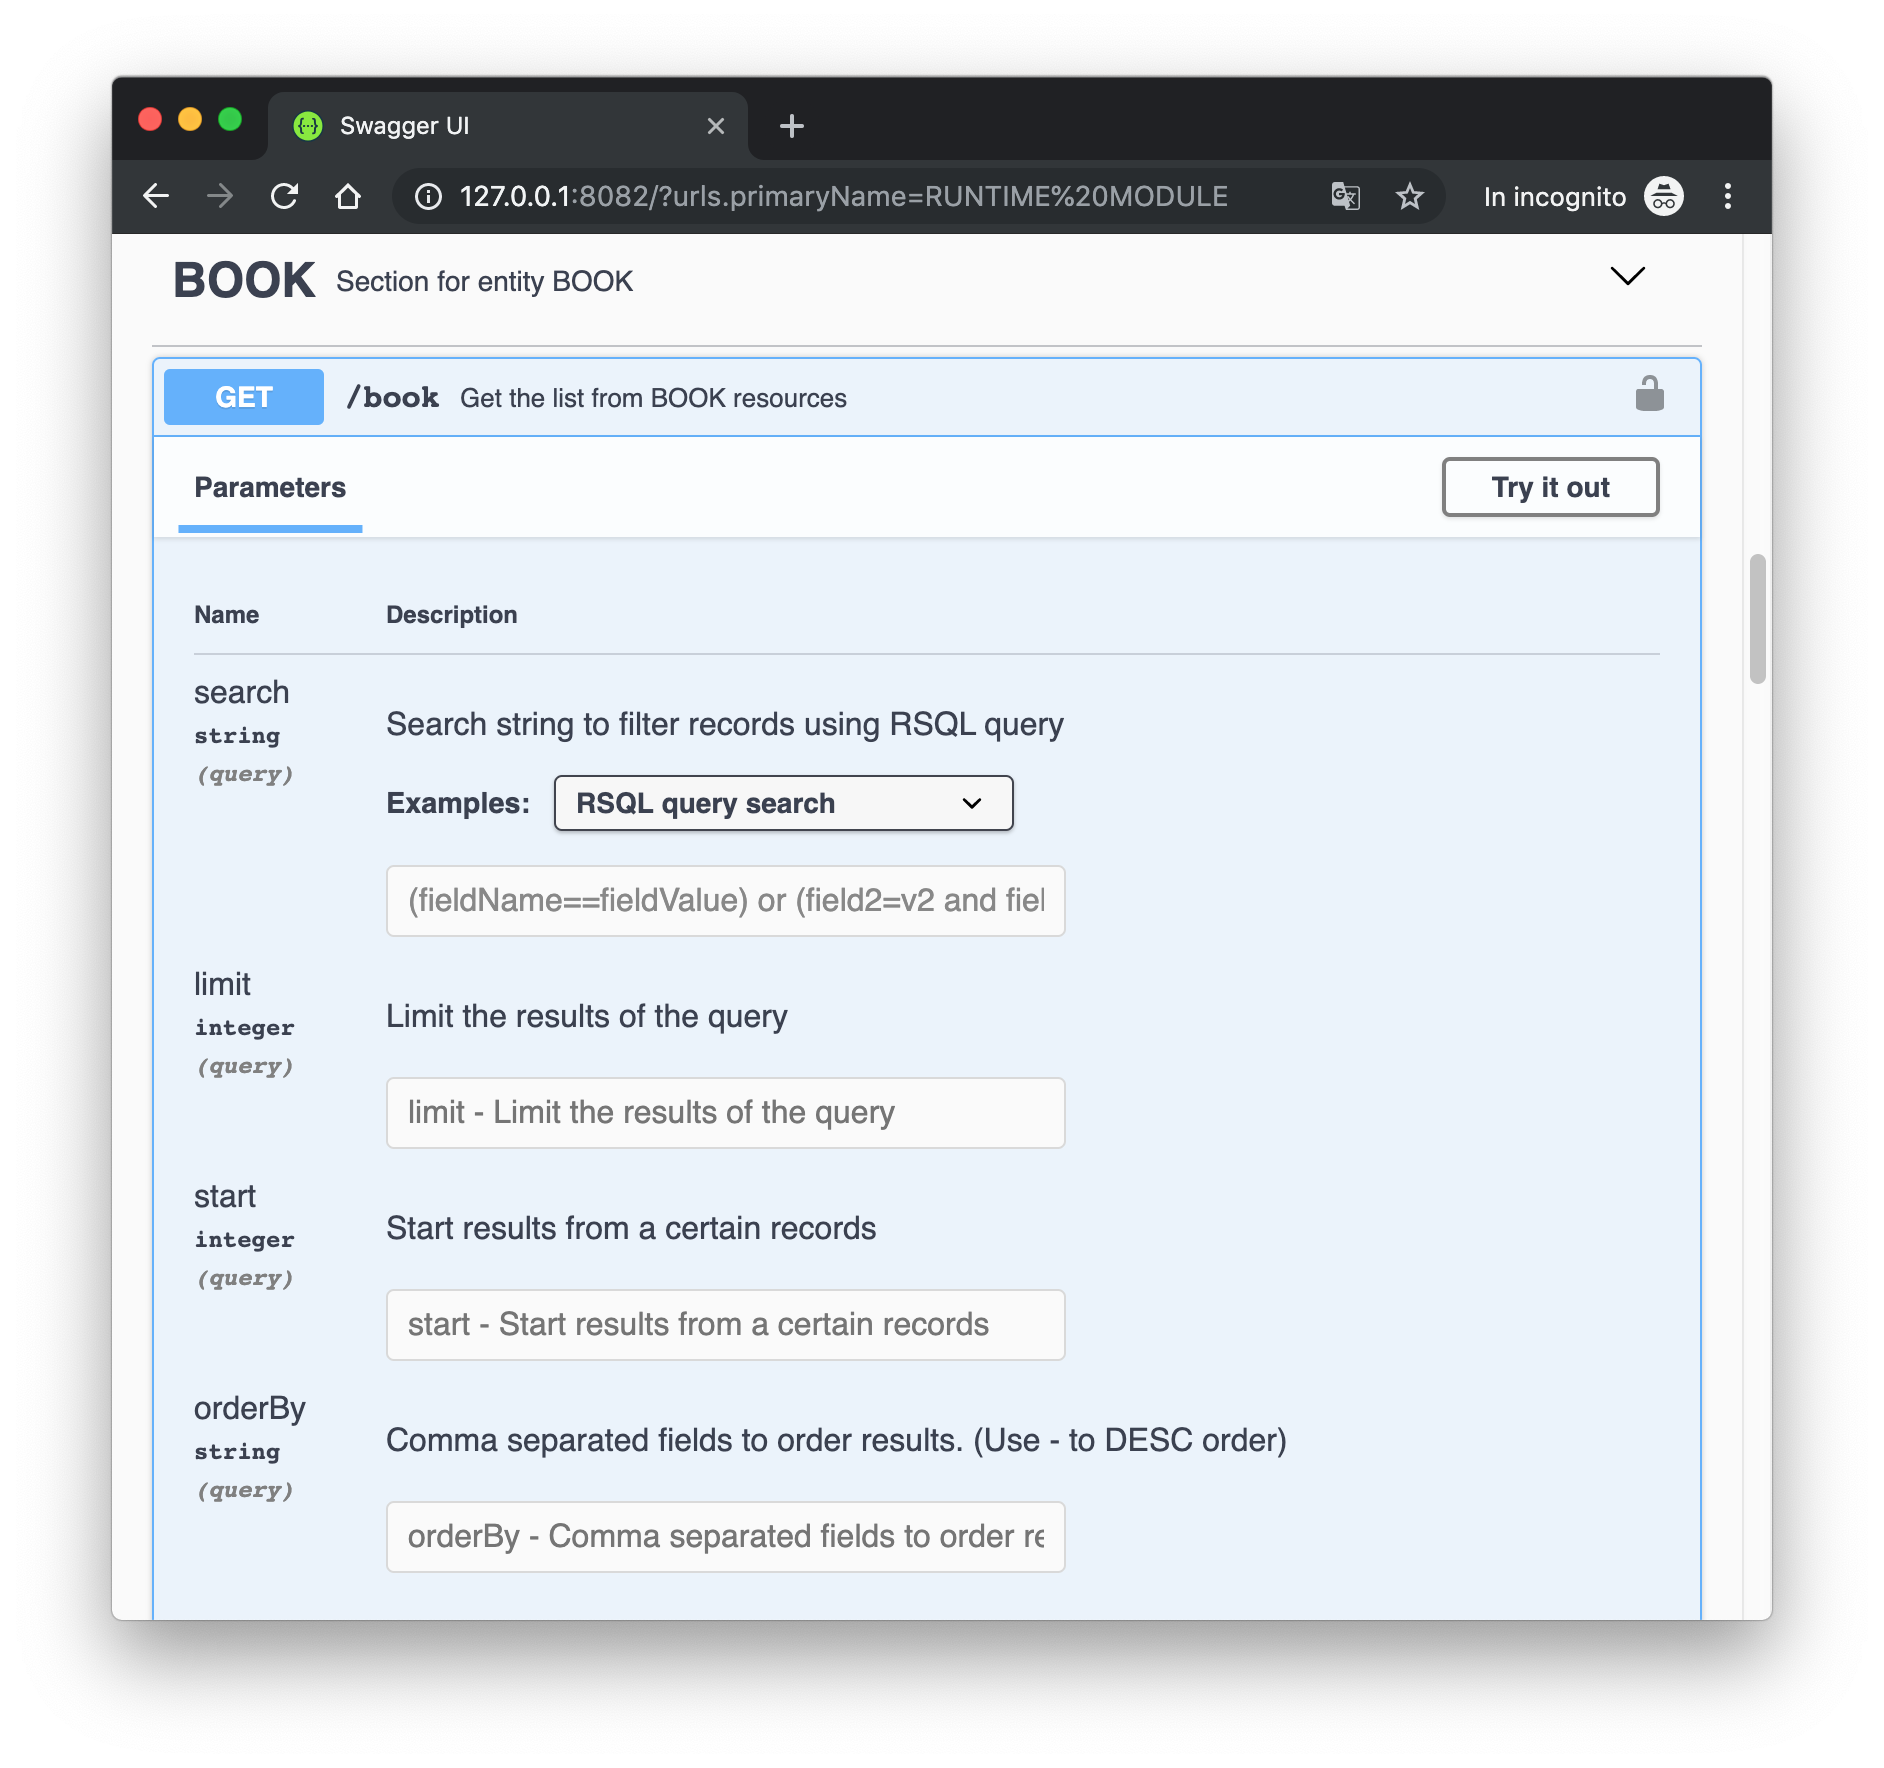 Swagger UI
127.0.0.1:8082/?urls.primaryName=RUNTIME%20MODULE
In incognito
BOOK Section for entity BOOK
GET /book Get the list from BOOK resources
Parameters
Try it out
Name Description
search
string
(query)
Search string to filter records using RSQL query
Examples: RSQL query search
(fieldName==fieldValue) or (field2=v2 and fiel
limit
integer
(query)
Limit the results of the query
limit - Limit the results of the query
start
integer
(query)
Start results from a certain records
start - Start results from a certain records
orderBy
string
(query)
Comma separated fields to order results. (Use - to DESC order)
orderBy - Comma separated fields to order re